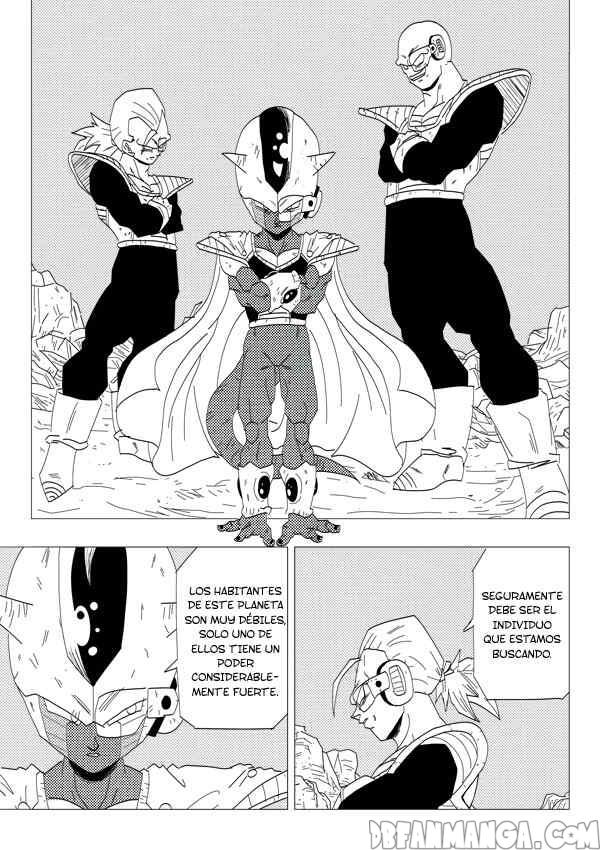 LOS HABITANTES
DE ESTE PLANETA
SON MUY DÉBILES,
SOLO UNO DE
ELLOS TIENE UN
PODER
CONSIDERABLE-
MENTE FUERTE.
SEGURAMENTE
DEBE SER EL
INDIVIDUO
QUE ESTAMOS
BUSCANDO.
DBFANMANGA.COM